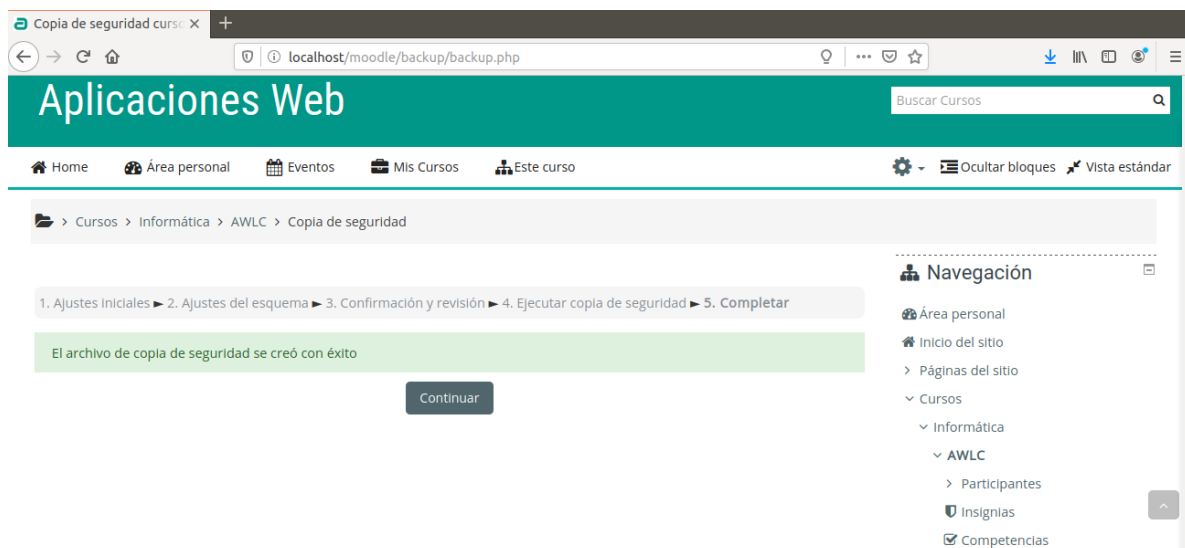 Copia de seguridad curso
localhost/moodle/backup/backup.php
Aplicaciones Web
Buscar Cursos
Home Área personal Eventos Mis Cursos Este curso Ocultar bloques Vista estándar
> Cursos > Informática > AWLC > Copia de seguridad
Navegación
1. Ajustes iniciales ► 2. Ajustes del esquema ► 3. Confirmación y revisión ► 4. Ejecutar copia de seguridad ► 5. Completar
El archivo de copia de seguridad se creó con éxito
Continuar
Área personal
Inicio del sitio
> Páginas del sitio
Cursos
Informática
AWLC
> Participantes
Insignias
Competencias